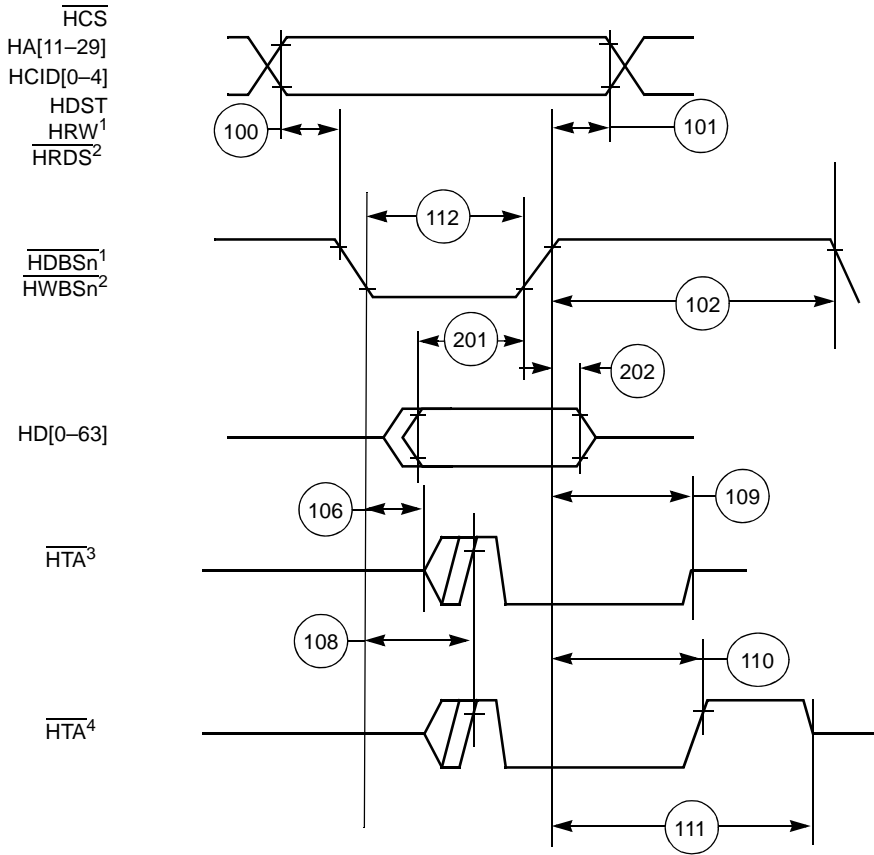 HCS
HA[11–29]
HCID[0–4]
HDST
HRW1
HRDS2
100
101
112
HDBSn1
HWBSn2
102
201
202
HD[0–63]
106
109
HTA3
108
110
HTA4
111